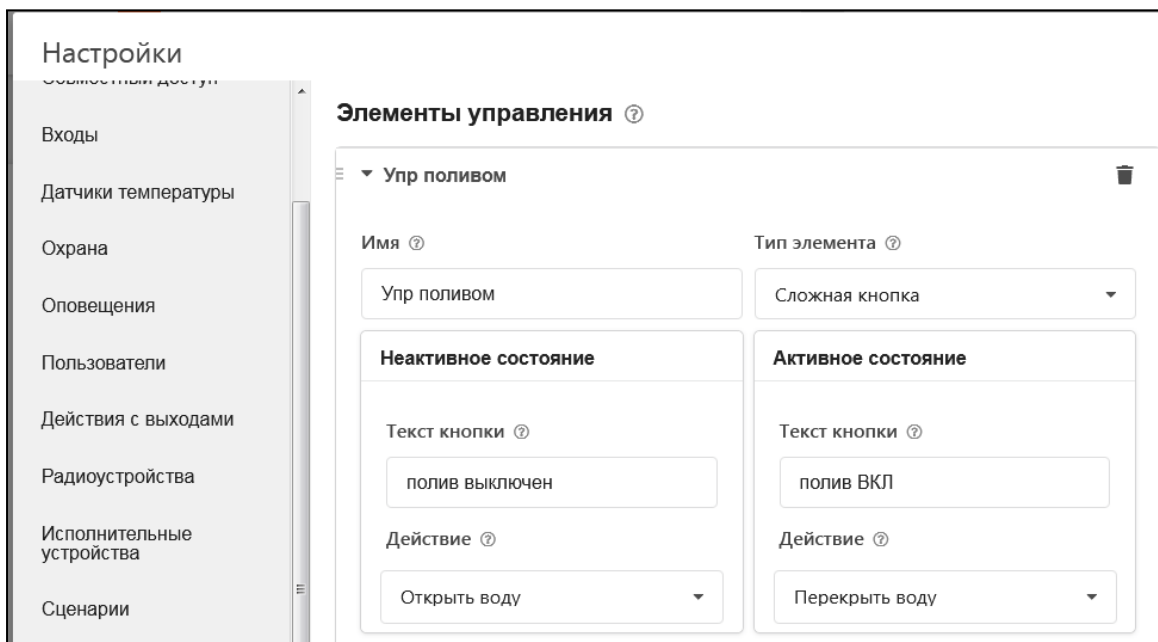 Настройки
Совместный доступ
Входы
Датчики температуры
Охрана
Оповещения
Пользователи
Действия с выходами
Радиоустройства
Исполнительные
устройства
Сценарии
Элементы управления
Упр поливом
Имя
Тип элемента
Упр поливом
Сложная кнопка
Неактивное состояние
Активное состояние
Текст кнопки
Текст кнопки
полив выключен
полив ВКЛ
Действие
Действие
Открыть воду
Перекрыть воду